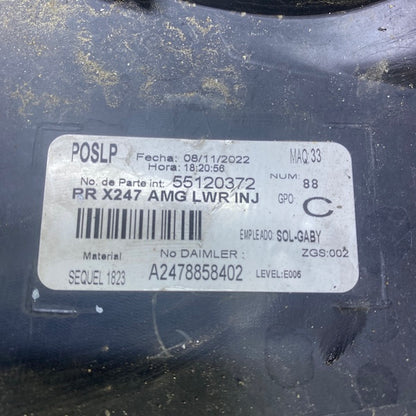 POSLP Fecha: 08/11/2022 MAQ:33
Hora: 18:20:56
No. de Parte int: 55120372 NUM: 88
PR X247 AMG LWR INJ GPO: C
EMPLEADO: SOL-GABY
Material No DAIMLER : ZGS:002
SEQUEL 1823 A2478858402 LEVEL:E006